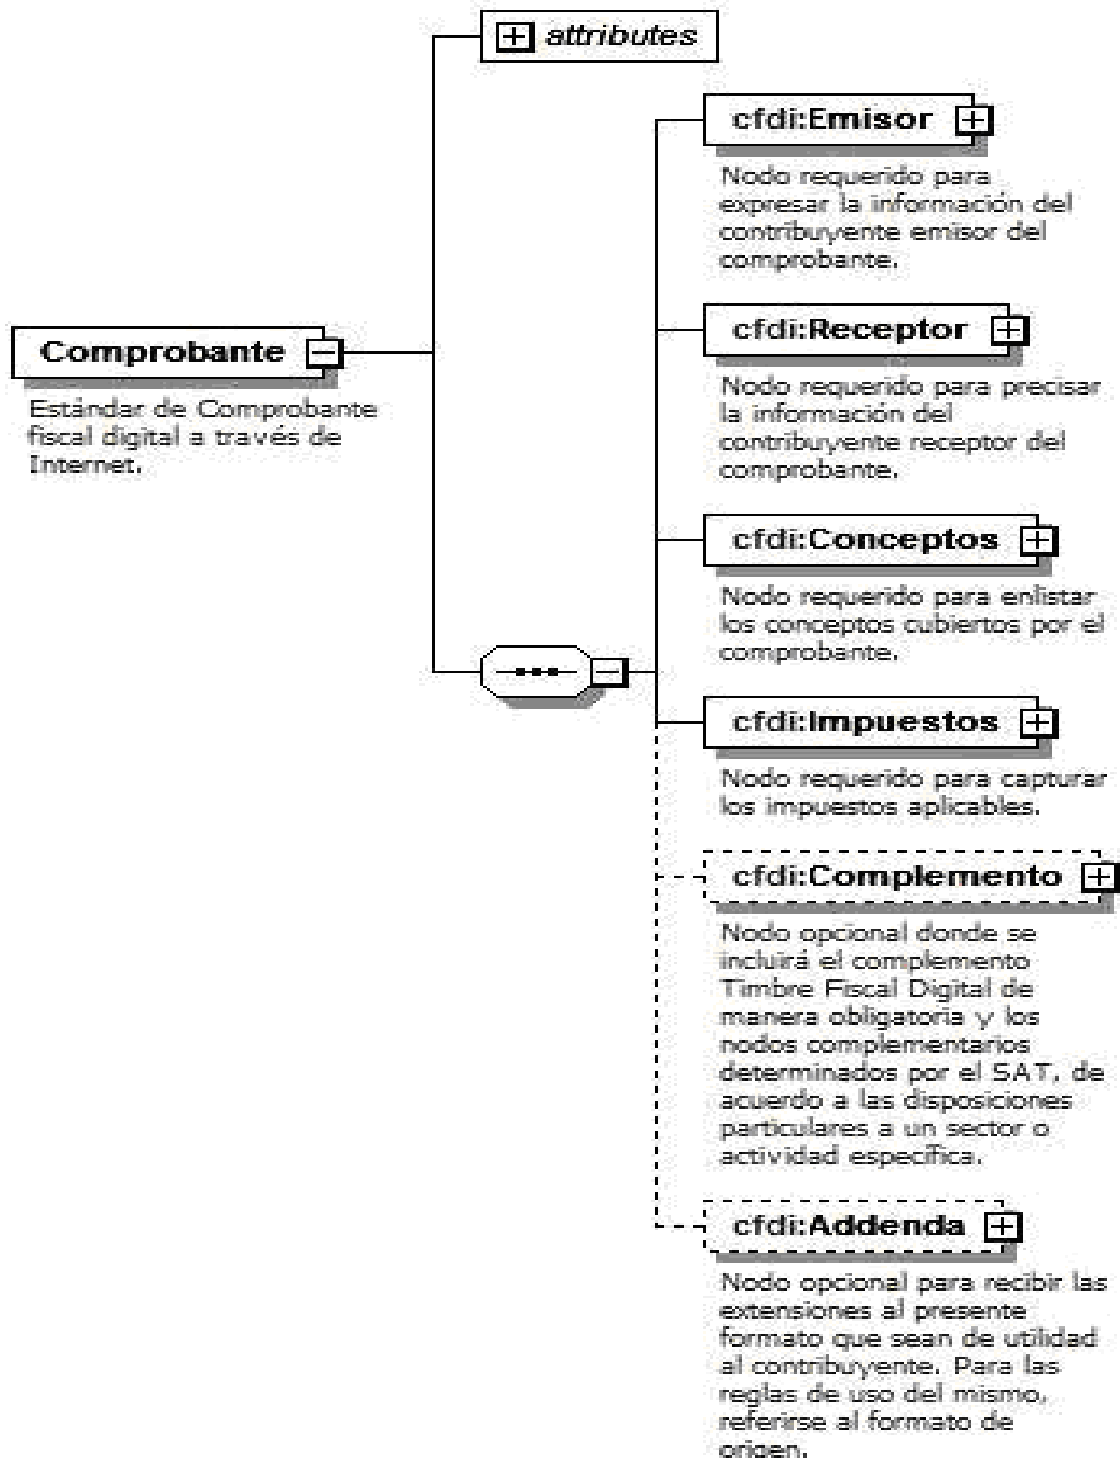 attributes
cfdi:Emisor
Nodo requerido para
expresar la información del
contribuyente emisor del
comprobante.
Comprobante
Estándar de Comprobante
fiscal digital a través de
Internet.
cfdi:Receptor
Nodo requerido para precisar
la información del
contribuyente receptor del
comprobante.
cfdi:Conceptos
Nodo requerido para enlistar
los conceptos cubiertos por el
comprobante.
cfdi:Impuestos
Nodo requerido para capturar
los impuestos aplicables.
cfdi:Complemento
Nodo opcional donde se
incluirá el complemento
Timbre Fiscal Digital de
manera obligatoria y los
nodos complementarios
determinados por el SAT, de
acuerdo a las disposiciones
particulares a un sector o
actividad específica.
cfdi:Addenda
Nodo opcional para recibir las
extensiones al presente
formato que sean de utilidad
al contribuyente. Para las
reglas de uso del mismo,
referirse al formato de
origen.